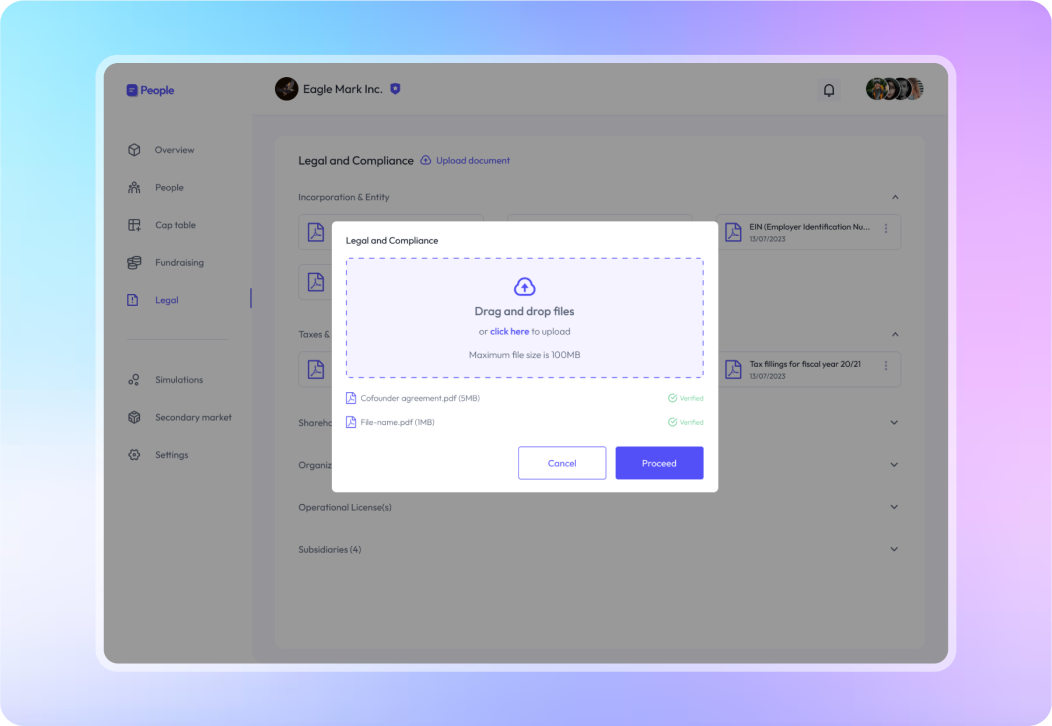 People
Eagle Mark Inc.
Overview
People
Cap table
Fundraising
Legal
Simulations
Secondary market
Settings
Legal and Compliance
Upload document
Incorporation & Entity
EIN (Employer Identification Nu...
13/07/2023
Taxes &
Tax filings for fiscal year 20/21
13/07/2023
Operational License(s)
Subsidiaries (4)
Legal and Compliance
Drag and drop files
or click here to upload
Maximum file size is 100MB
Cofounder agreement.pdf (5MB)
Verified
File-name.pdf (1MB)
Verified
Cancel
Proceed